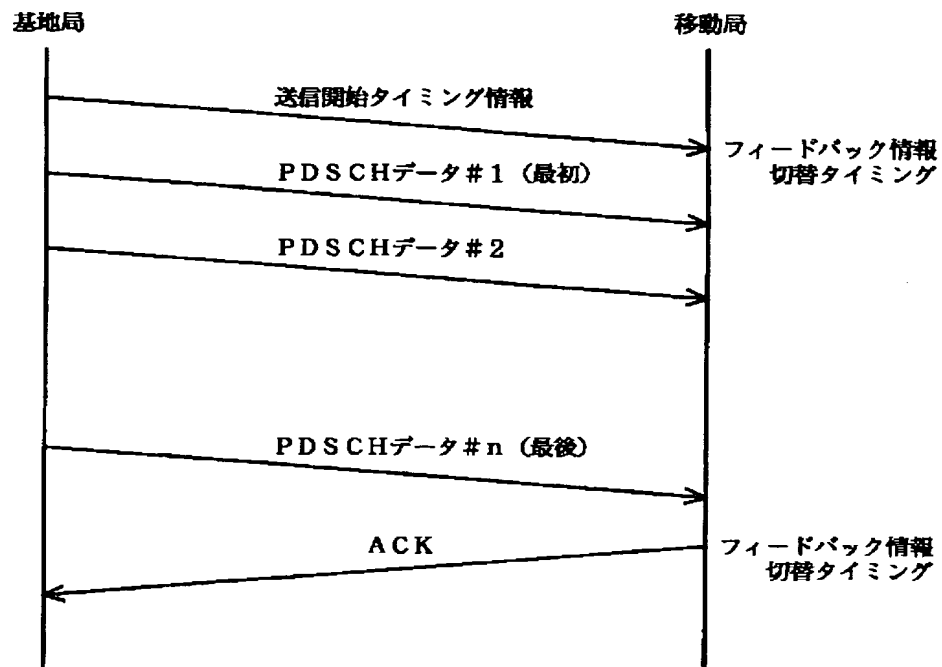 基地局
移動局
送信開始タイミング情報
フィードバック情報
切替タイミング
PDSCHデータ#1(最初)
PDSCHデータ#2
PDSCHデータ#n(最後)
ACK
フィードバック情報
切替タイミング